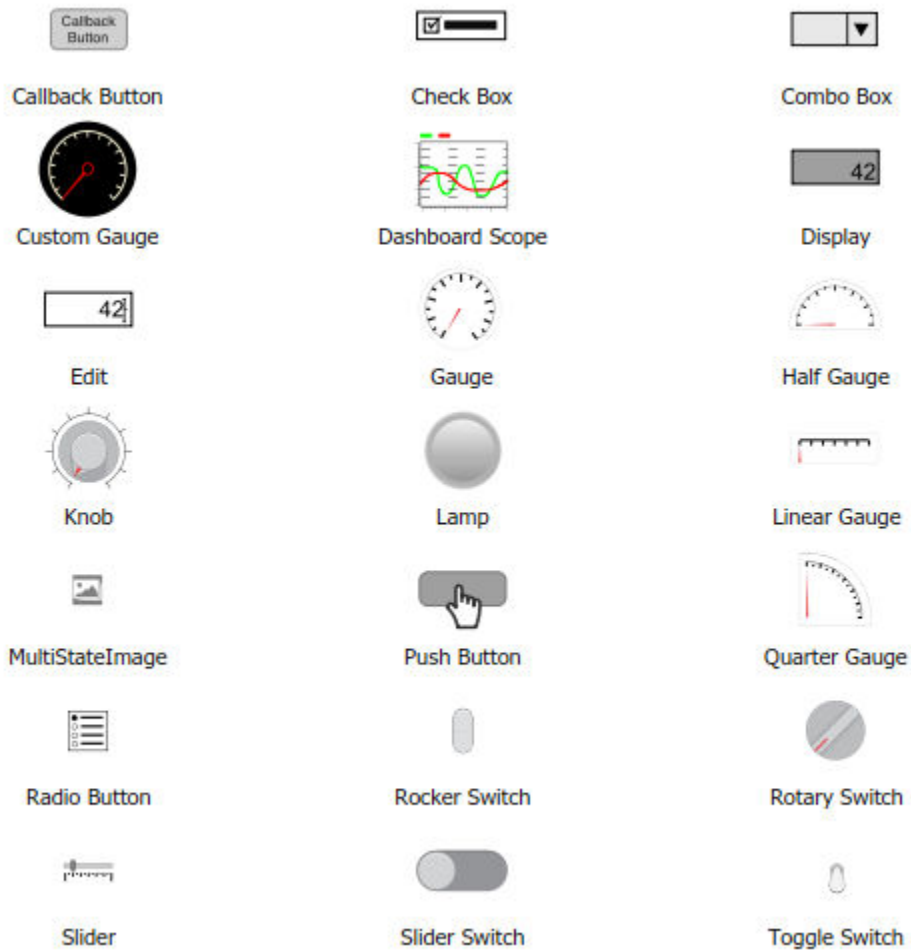 Callback
Button
Callback Button
Check Box
Combo Box
42
Custom Gauge
Dashboard Scope
Display
42
Edit
Gauge
Half Gauge
Knob
Lamp
Linear Gauge
MultiStateImage
Push Button
Quarter Gauge
Radio Button
Rocker Switch
Rotary Switch
Slider
Slider Switch
Toggle Switch